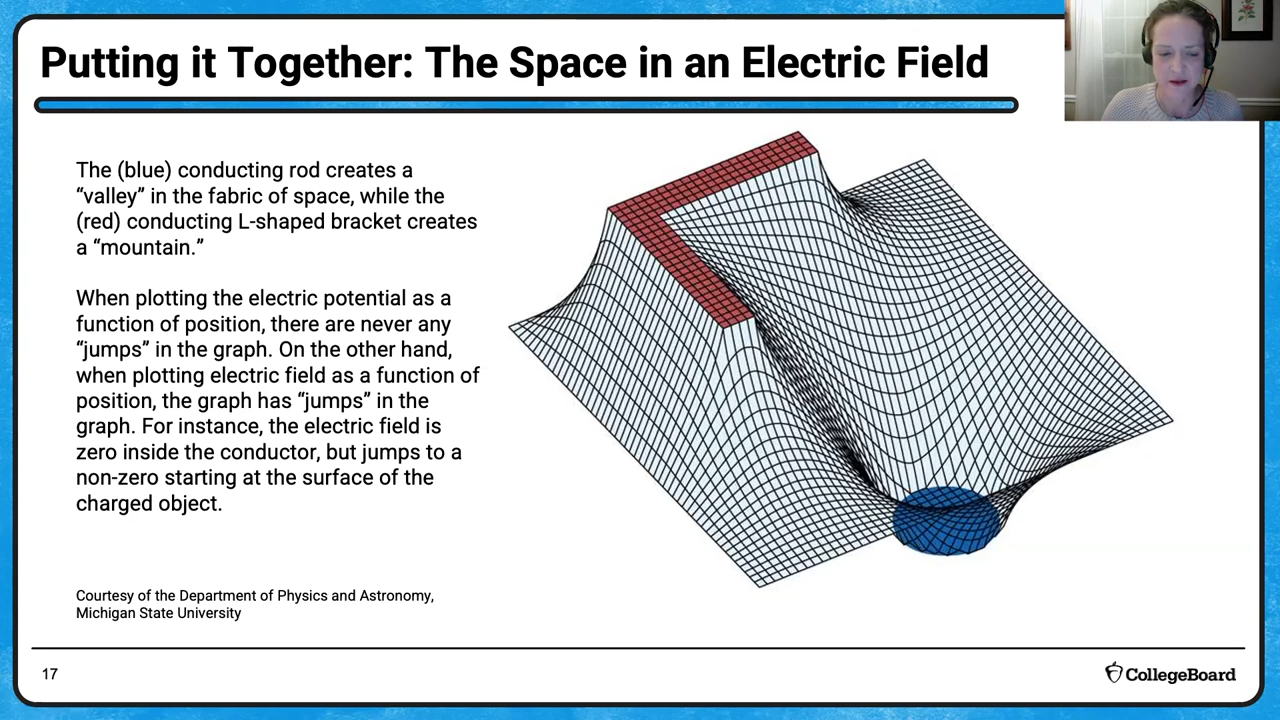 Putting it Together: The Space in an Electric Field
The (blue) conducting rod creates a
“valley” in the fabric of space, while the
(red) conducting L-shaped bracket creates
a “mountain.”
When plotting the electric potential as a
function of position, there are never any
“jumps” in the graph. On the other hand,
when plotting electric field as a function of
position, the graph has “jumps” in the
graph. For instance, the electric field is
zero inside the conductor, but jumps to a
non-zero starting at the surface of the
charged object.
Courtesy of the Department of Physics and Astronomy,
Michigan State University
17
CollegeBoard